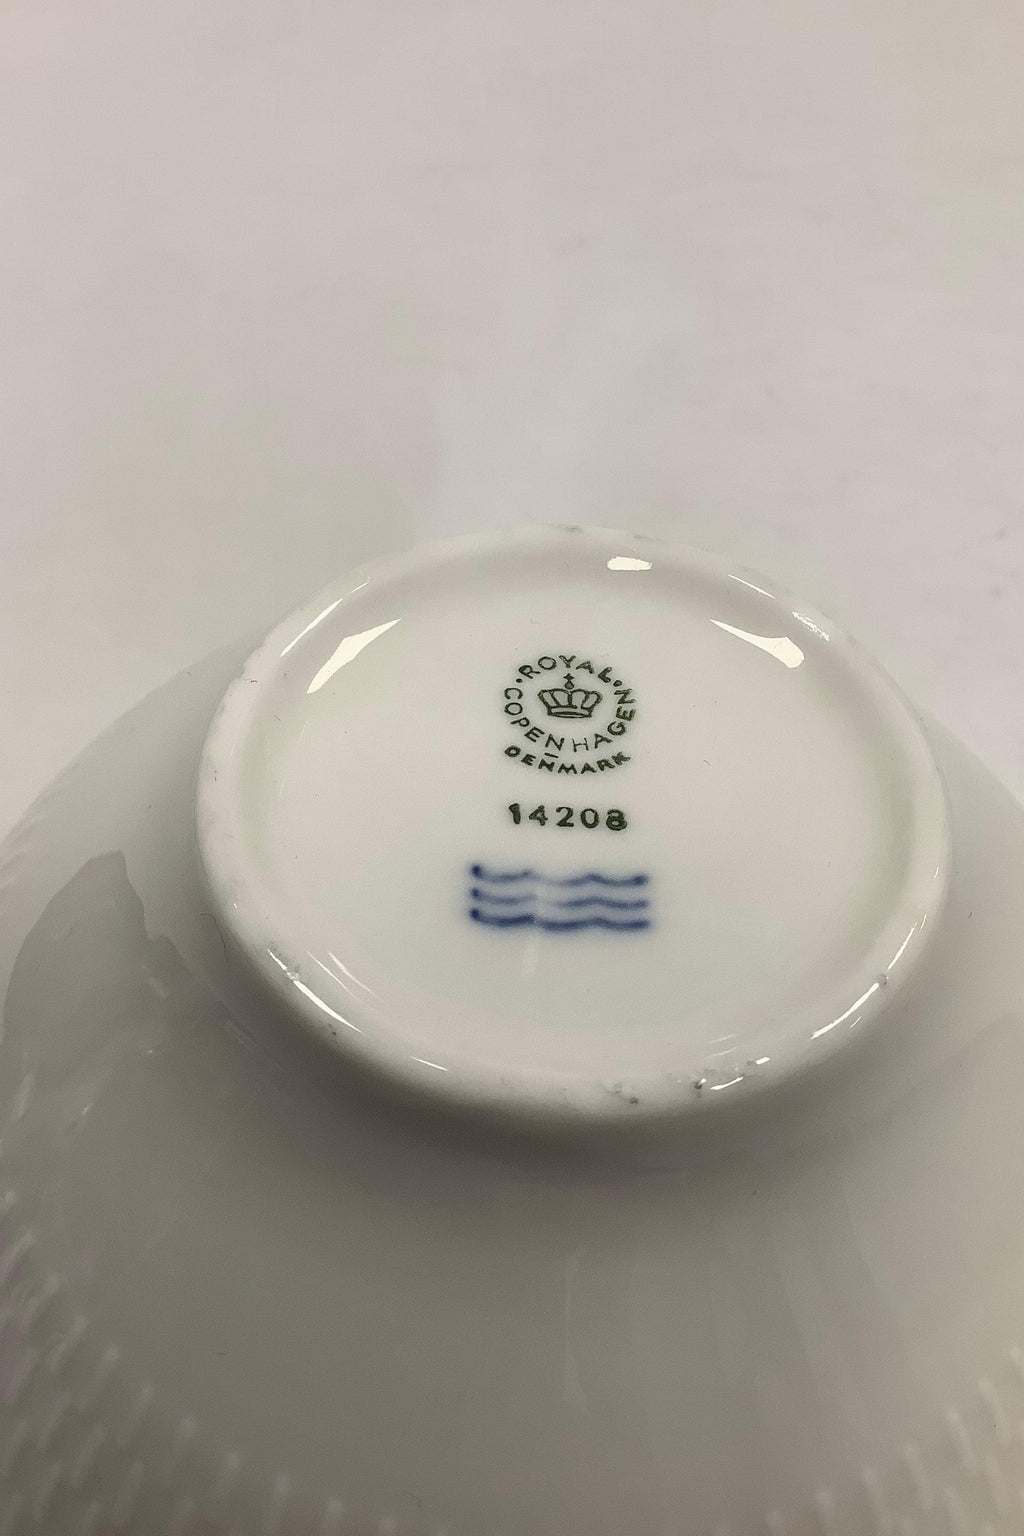 ROYAL
COPENHAGEN
DENMARK
14208